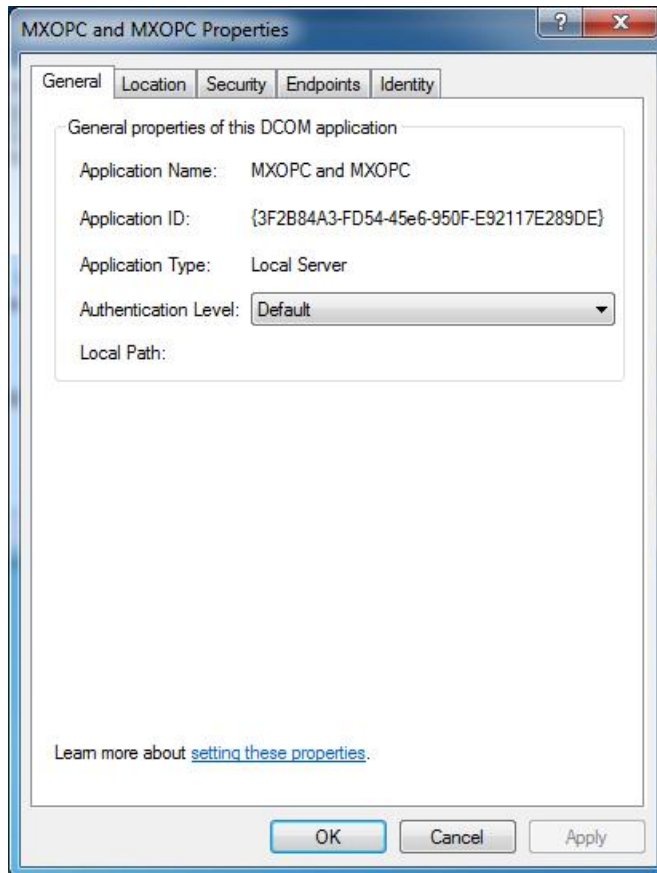 MXOPC and MXOPC Properties
General Location Security Endpoints Identity
General properties of this DCOM application
Application Name: MXOPC and MXOPC
Application ID: {3F2B84A3-FD54-45e6-950F-E92117E289DE}
Application Type: Local Server
Authentication Level: Default
Local Path:
Learn more about setting these properties.
OK Cancel Apply